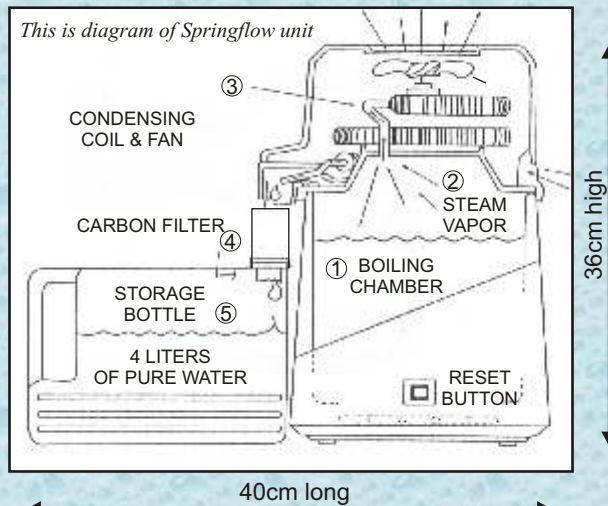 This is diagram of Springflow unit
③
CONDENSING
COIL & FAN
②
STEAM
VAPOR
CARBON FILTER
④
① BOILING
CHAMBER
STORAGE
BOTTLE ⑤
4 LITERS
OF PURE WATER
RESET
BUTTON
36cm high
40cm long